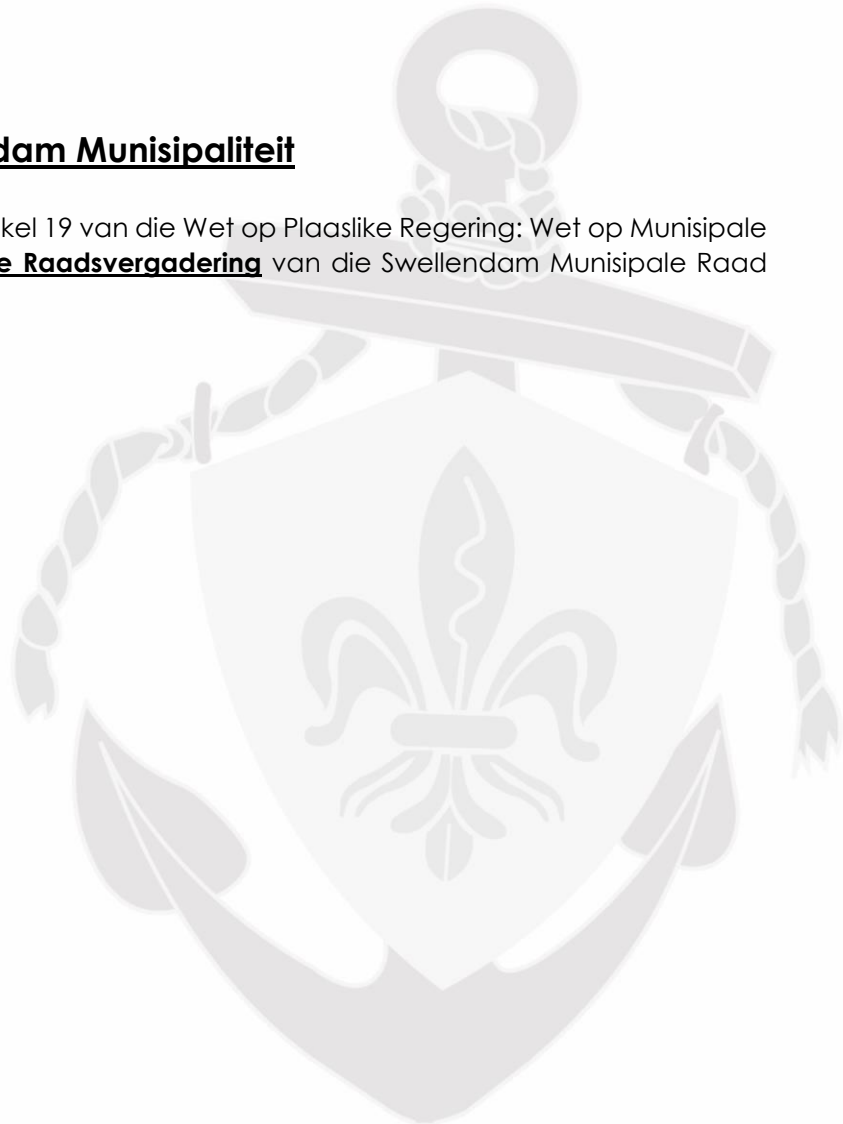 dam Munisipaliteit
kel 19 van die Wet op Plaaslike Regering: Wet op Munisipale
e Raadsvergadering van die Swellendam Munisipale Raad